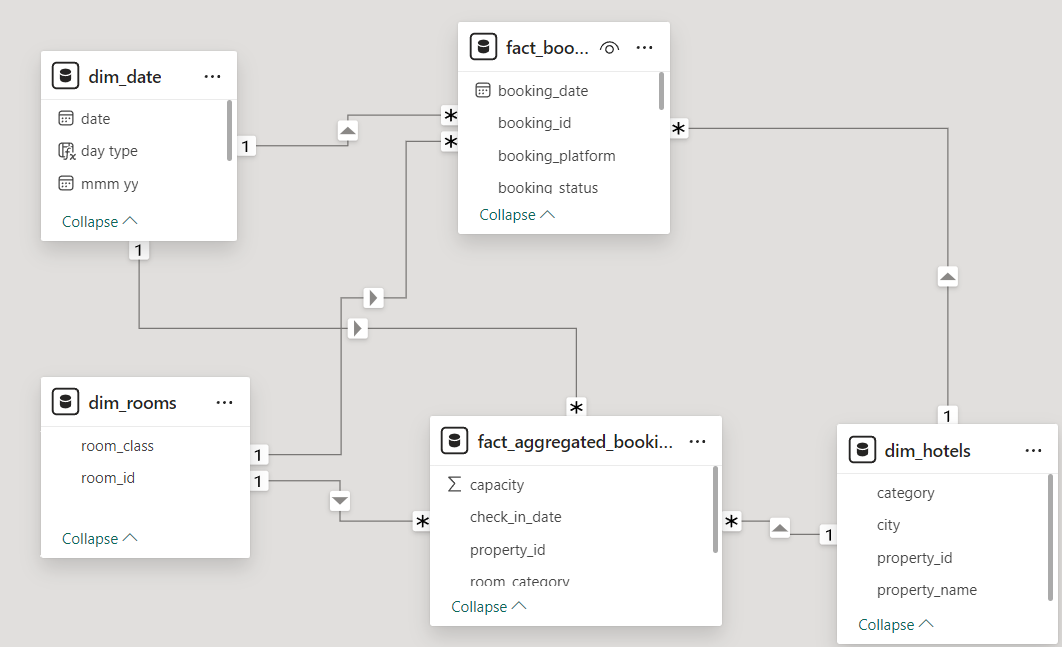 dim_date
date
day type
mmm yy
Collapse
1
1
fact_boo...
booking_date
booking_id
booking_platform
booking_status
Collapse
*
*
*
dim_rooms
room_class
room_id
Collapse
1
1
fact_aggregated_booki...
capacity
check_in_date
property_id
room_category
Collapse
*
*
*
dim_hotels
category
city
property_id
property_name
Collapse
1
1